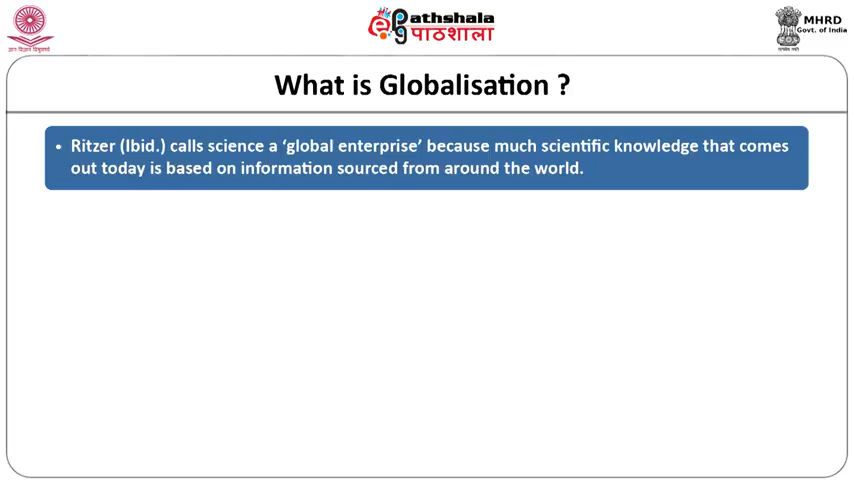 ePathshala
पाठशाला
MHRD
Govt. of India
What is Globalisation ?
• Ritzer (Ibid.) calls science a ‘global enterprise’ because much scientific knowledge that comes
out today is based on information sourced from around the world.